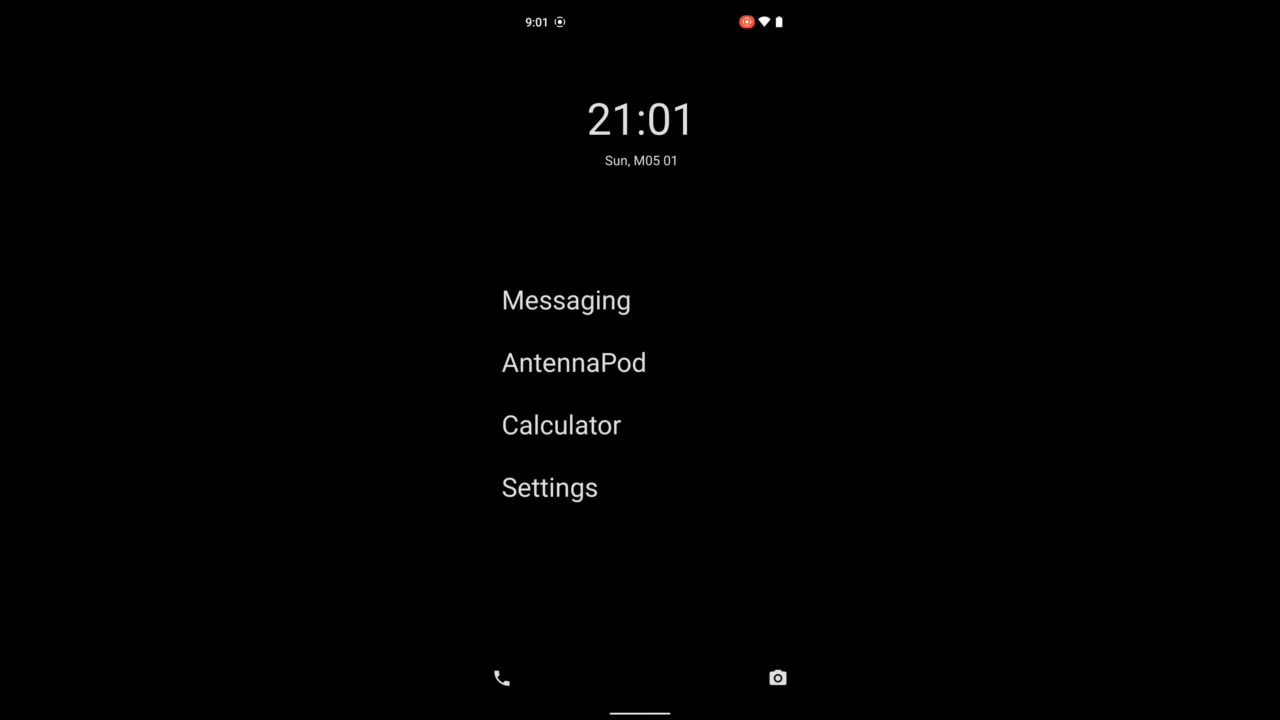 9:01
21:01
Sun, M05 01
Messaging
AntennaPod
Calculator
Settings